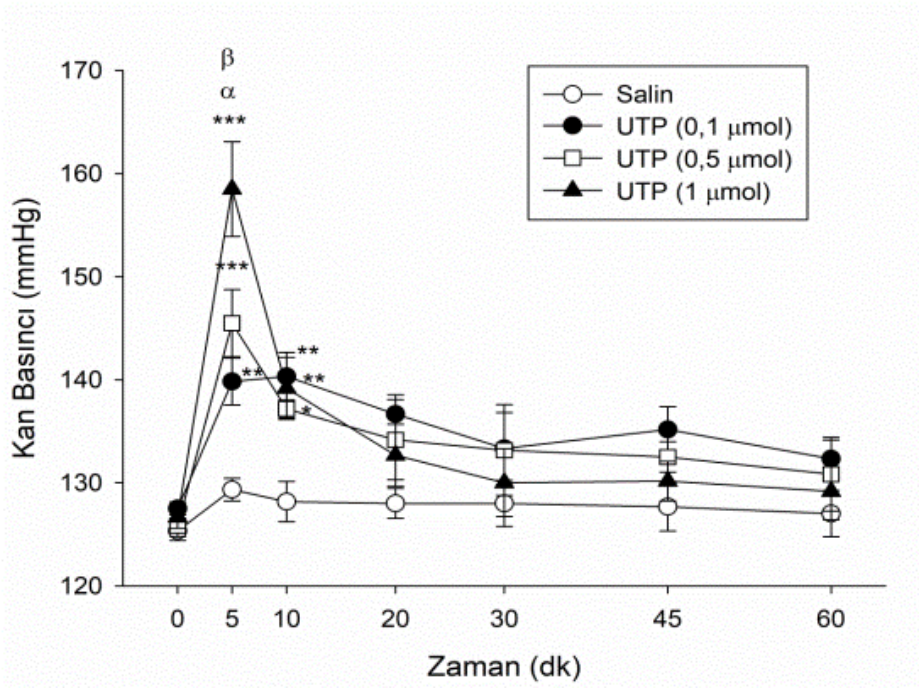 β
α
***
***
**
**
**
*
170
160
150
140
130
120
Kan Basıncı (mmHg)
Salin
UTP (0,1 μmol)
UTP (0,5 μmol)
UTP (1 μmol)
0 5 10 20 30 45 60
Zaman (dk)